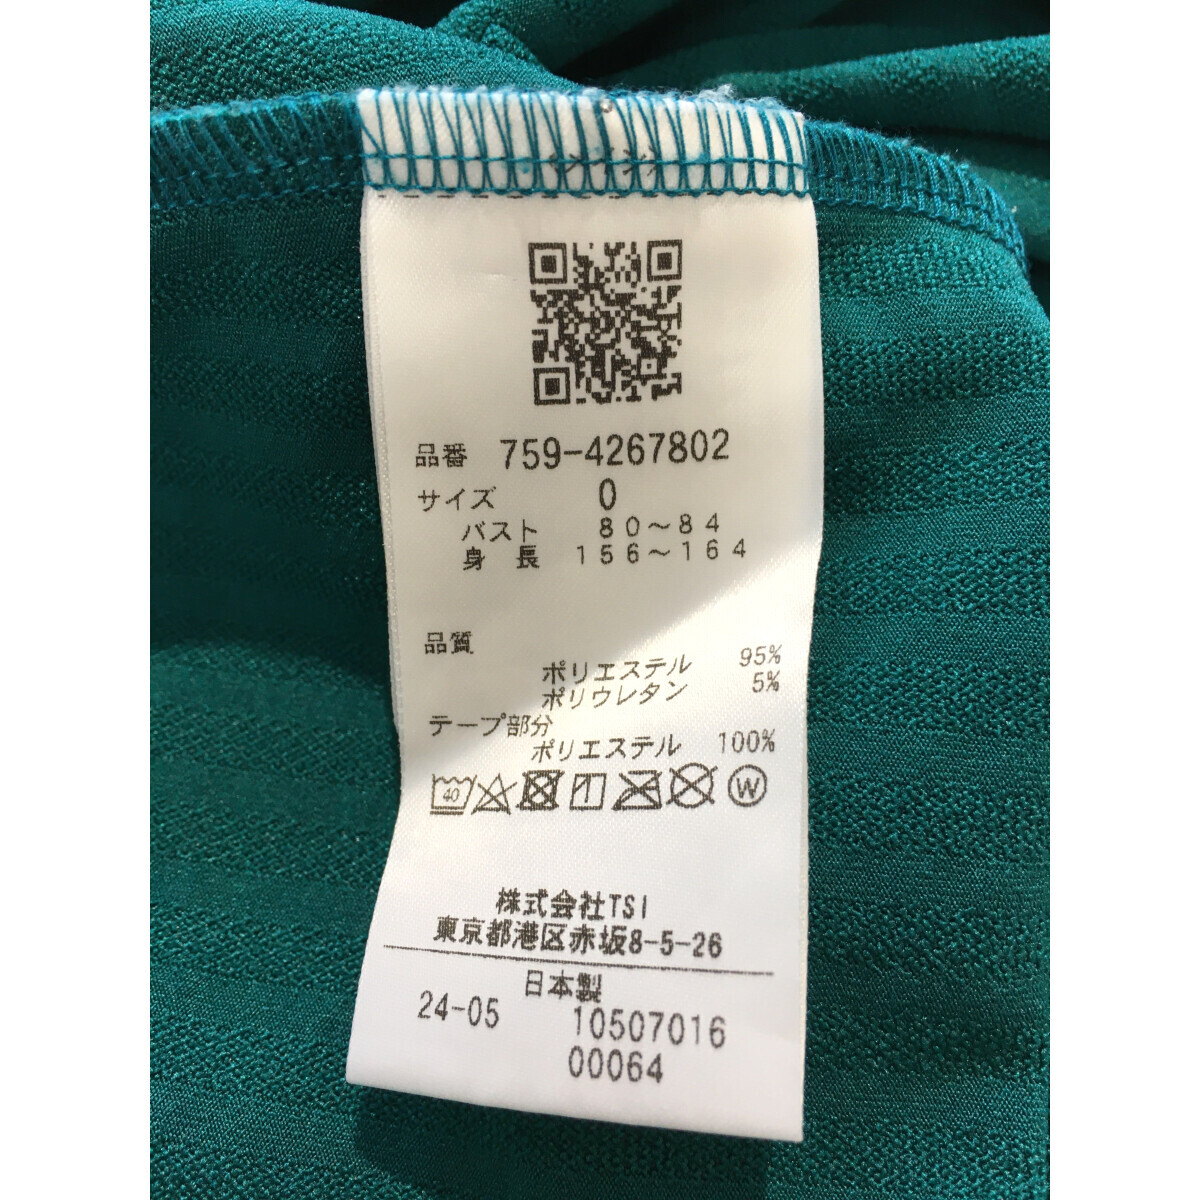 品番 759-4267802
サイズ 0
バスト 80～84
身長 156～164
品質
ポリエステル 95%
ポリウレタン 5%
テープ部分
ポリエステル 100%
40 W
株式会社TSI
東京都港区赤坂8-5-26
日本製
24-05 10507016
00064